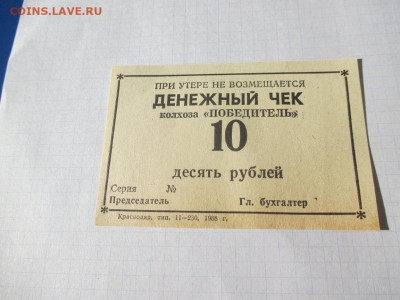 COINS.LAVE.RU
ПРИ УТЕРЕ НЕ ВОЗМЕЩАЕТСЯ
ДЕНЕЖНЫЙ ЧЕК
колхоза «ПОБЕДИТЕЛЬ»
10
десять рублей
Серия №
Председатель Гл. бухгалтер
Краснодар, тип. 11—230, 1988 г.